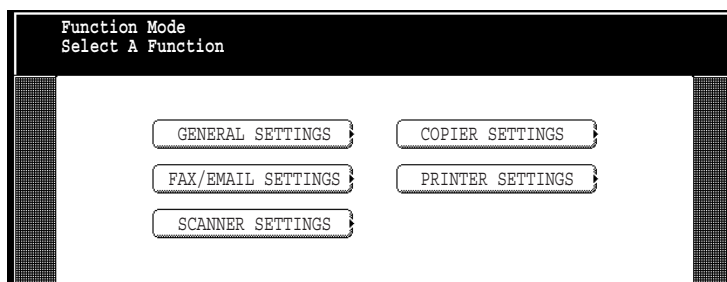 Function Mode
Select A Function
GENERAL SETTINGS
COPIER SETTINGS
FAX/EMAIL SETTINGS
PRINTER SETTINGS
SCANNER SETTINGS